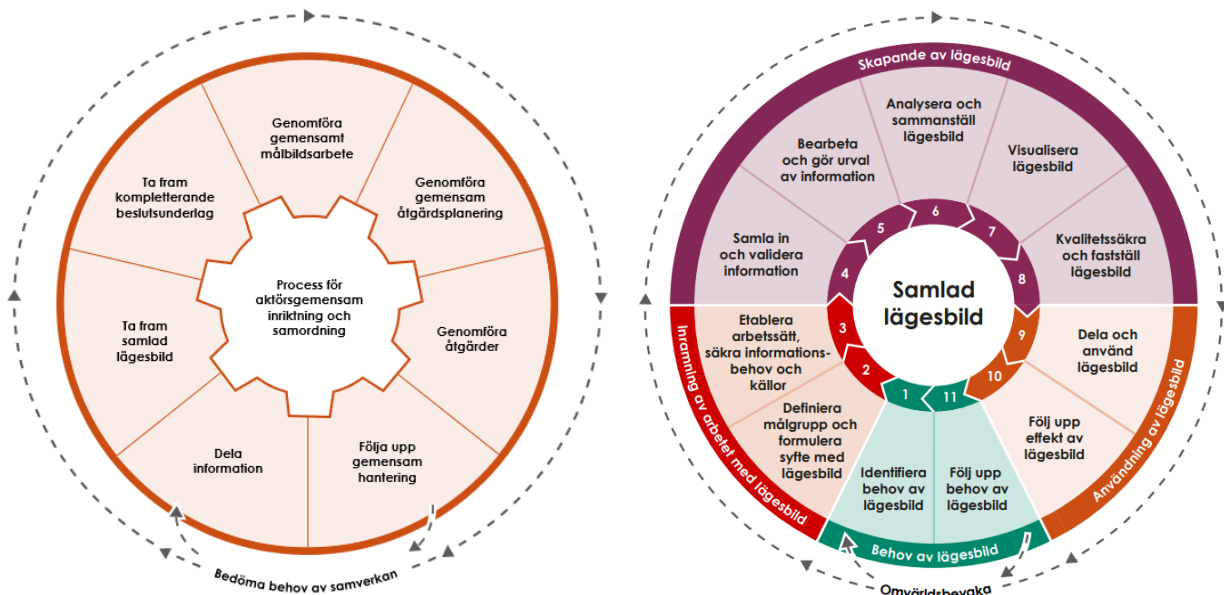 Genomföra
gemensamt
målbildsarbete
Genomföra
gemensam
åtgärdsplanering
Genomföra
åtgärder
Följa upp
gemensam
hantering
Dela
information
Ta fram
samlad
lägesbild
Ta fram
kompletterande
beslutsunderlag
Process för
aktörsgemensam
inriktning och
samordning
Bedöma behov av samverkan
Skapande av lägesbild
Inramning av arbetet med lägesbild
Behov av lägesbild
Användning av lägesbild
Samlad
lägesbild
1
Identifiera
behov av
lägesbild
2
Definiera
målgrupp och
formulera
syfte med
lägesbild
3
Etablera
arbetssätt,
säkra informations-
behov och
källor
4
Samla in
och validera
information
5
Bearbeta
och gör urval
av information
6
Analysera och
sammanställ
lägesbild
7
Visualisera
lägesbild
8
Kvalitetssäkra
och fastställ
lägesbild
9
Dela och
använd
lägesbild
10
Följ upp
effekt av
lägesbild
11
Följ upp
behov av
lägesbild
Omvärldsbevaka